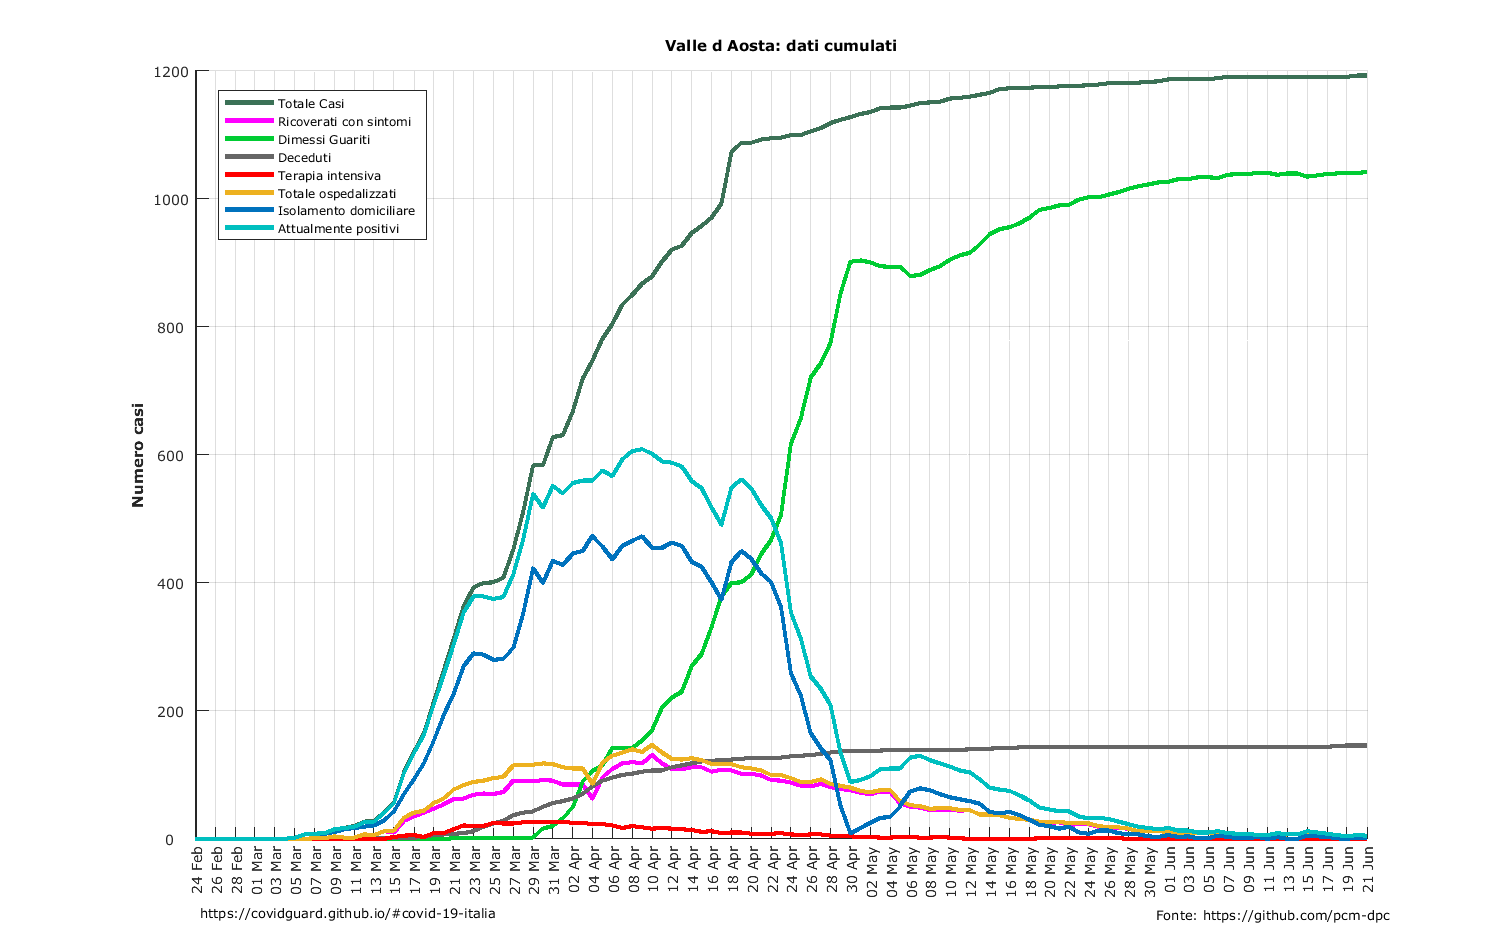 Valle d Aosta: dati cumulati
Numero casi
1200
1000
800
600
400
200
0
Totale Casi
Ricoverati con sintomi
Dimessi Guariti
Deceduti
Terapia intensiva
Totale ospedalizzati
Isolamento domiciliare
Attualmente positivi
24 Feb
26 Feb
28 Feb
01 Mar
03 Mar
05 Mar
07 Mar
09 Mar
11 Mar
13 Mar
15 Mar
17 Mar
19 Mar
21 Mar
23 Mar
25 Mar
27 Mar
29 Mar
31 Mar
02 Apr
04 Apr
06 Apr
08 Apr
10 Apr
12 Apr
14 Apr
16 Apr
18 Apr
20 Apr
22 Apr
24 Apr
26 Apr
28 Apr
30 Apr
02 May
04 May
06 May
08 May
10 May
12 May
14 May
16 May
18 May
20 May
22 May
24 May
26 May
28 May
30 May
01 Jun
03 Jun
05 Jun
07 Jun
09 Jun
11 Jun
13 Jun
15 Jun
17 Jun
19 Jun
21 Jun
https://covidguard.github.io/#covid-19-italia
Fonte: https://github.com/pcm-dpc